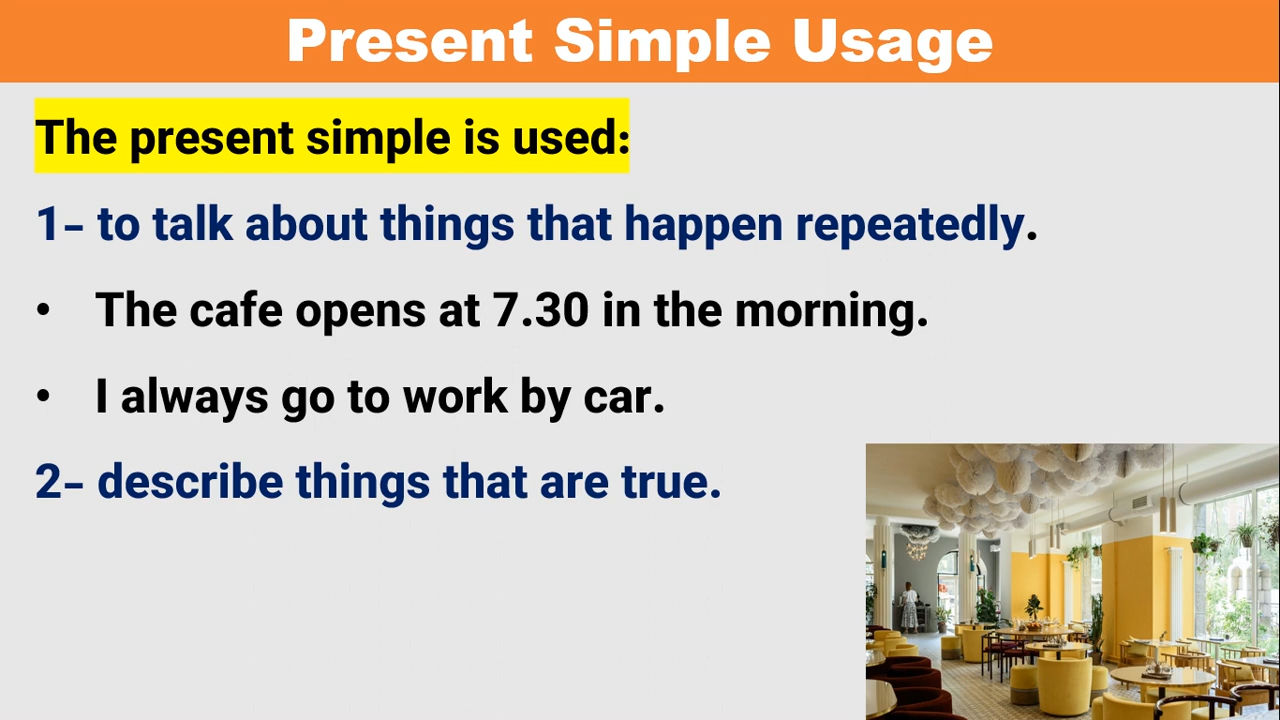 Present Simple Usage
The present simple is used:
1- to talk about things that happen repeatedly.
• The cafe opens at 7.30 in the morning.
• I always go to work by car.
2- describe things that are true.